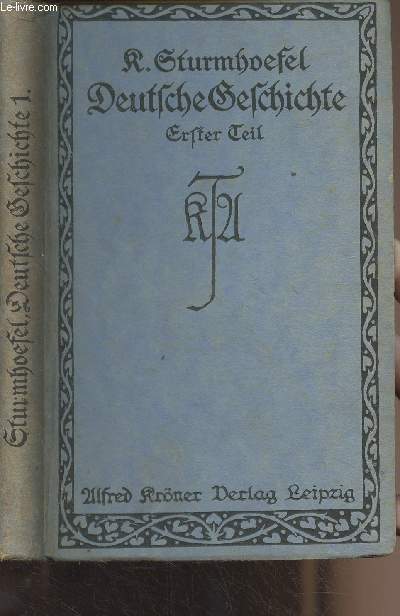 Le-livre.com
K. Sturmhoefel
Deutsche Geschichte
Erster Teil
KTA
Alfred Kröner Verlag Leipzig
Sturmhoefel, Deutsche Geschichte 1.